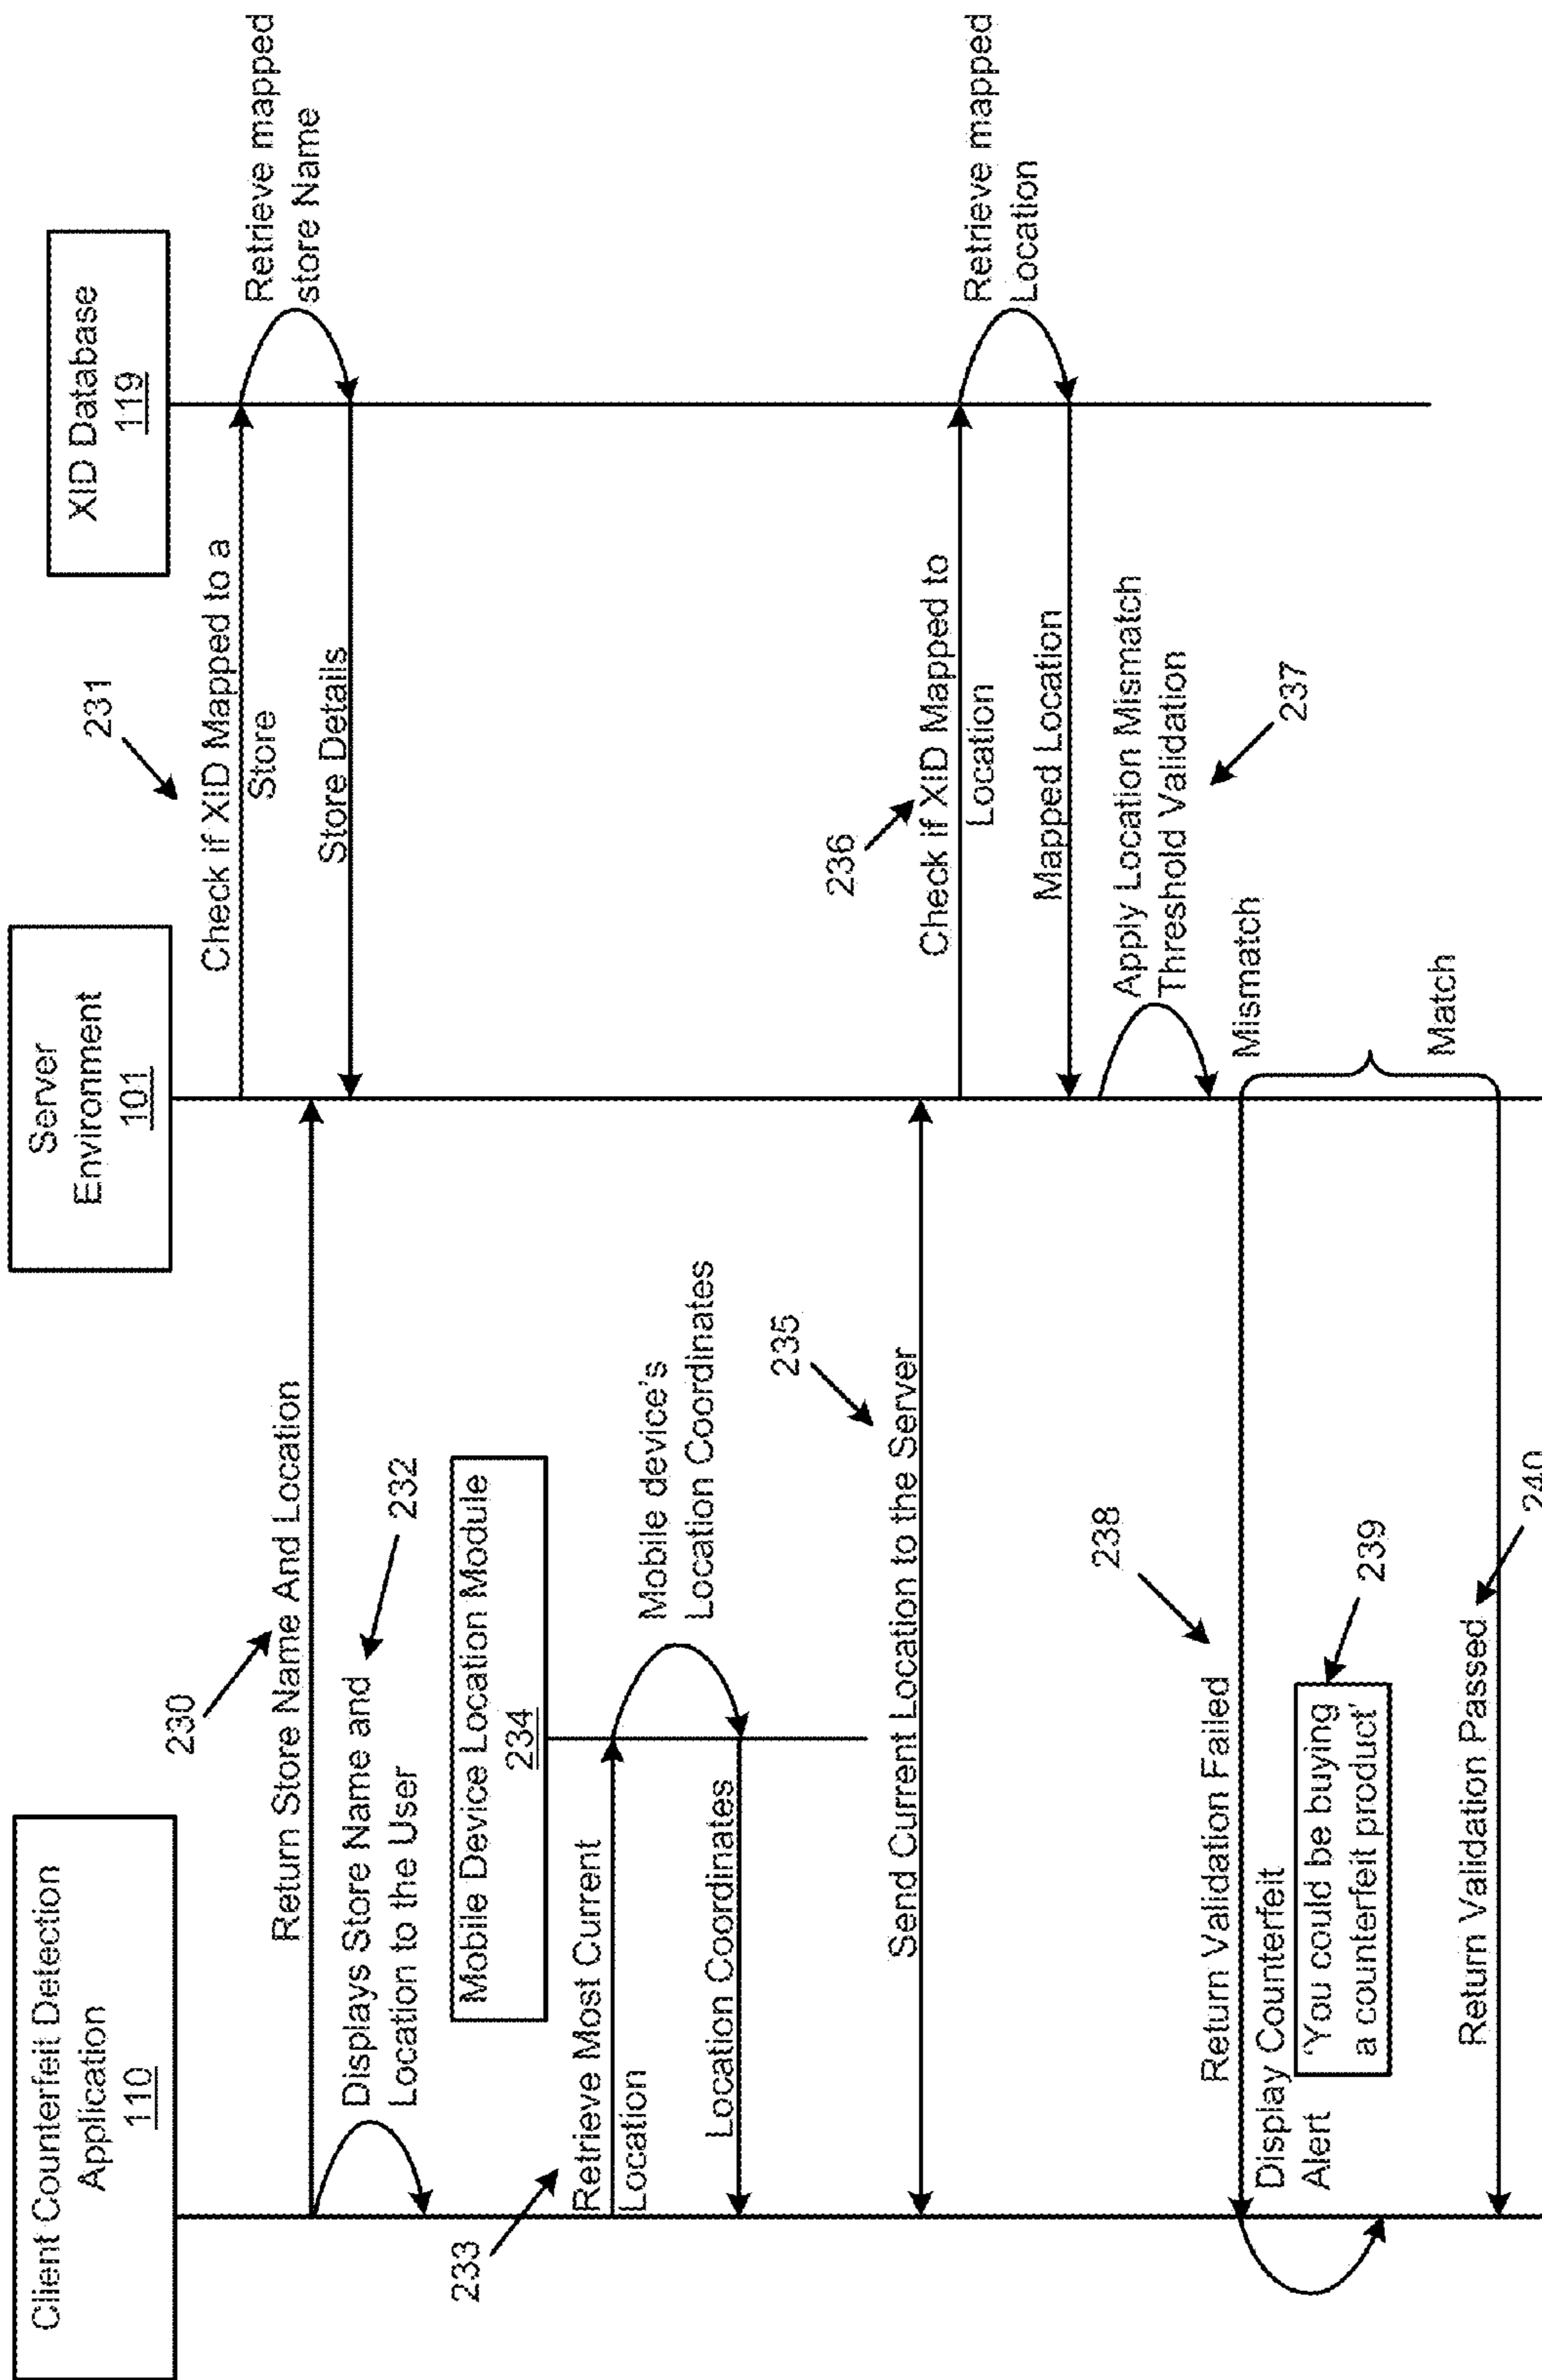 Client Counterfeit Detection
Application
110
Server
Environment
101
XID Database
119
231
Check if XID Mapped to a
Store
Retrieve mapped
store Name
Store Details
230
Return Store Name And Location
Displays Store Name and
Location to the User
232
Mobile Device Location Module
234
233
Retrieve Most Current
Location
Mobile device's
Location Coordinates
Location Coordinates
235
Send Current Location to the Server
236
Check if XID Mapped to
Location
Retrieve mapped
Location
Mapped Location
Apply Location Mismatch
Threshold Validation
237
Mismatch
238
Return Validation Failed
Display Counterfeit
Alert
'You could be buying
a counterfeit product'
239
Match
Return Validation Passed
240